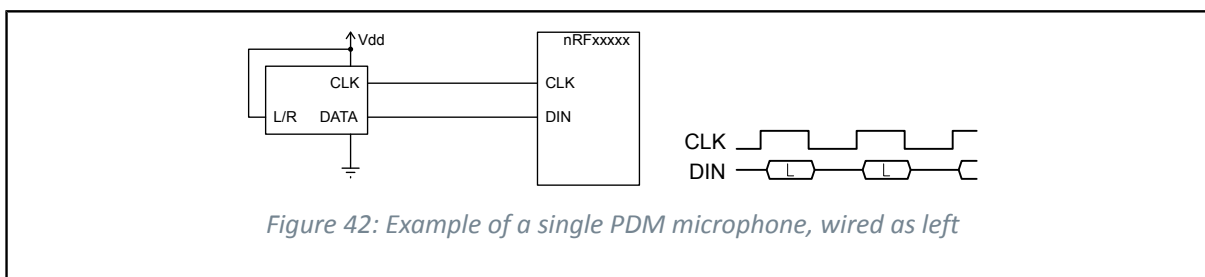 Vdd
nRFxxxxx
CLK
CLK
L/R DATA
DIN
CLK
DIN
L
L
Figure 42: Example of a single PDM microphone, wired as left